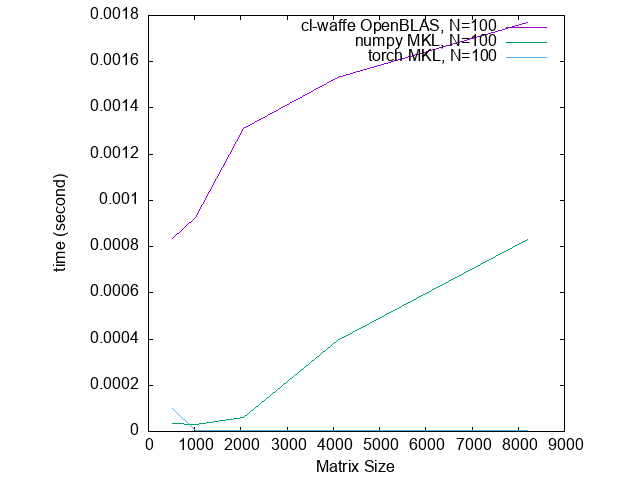 0.0018
0.0018
0.0014
0.0012
0.001
0.0008
0.0006
0.0004
0.0002
0
0 1000 2000 3000 4000 5000 6000 7000 8000 9000
time (second)
Matrix Size
cl-waffe OpenBLAS, N=100
numpy MKL, N=100
torch MKL, N=100